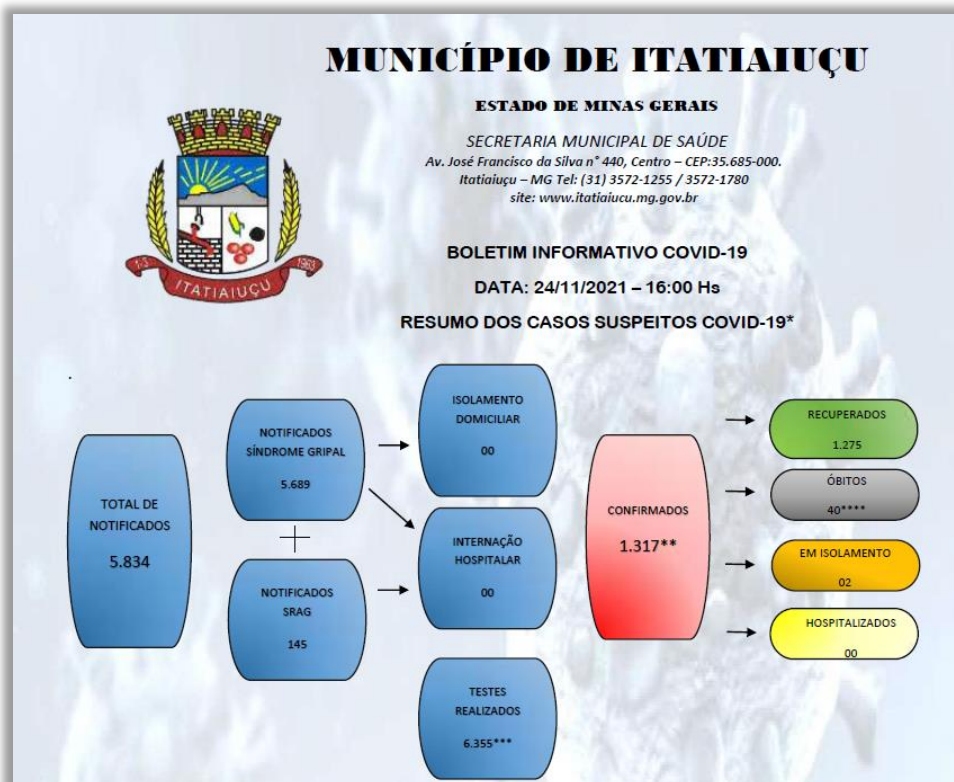 MUNICÍPIO DE ITATIAIUÇU
ESTADO DE MINAS GERAIS
SECRETARIA MUNICIPAL DE SAÚDE
Av. José Francisco da Silva n° 440, Centro – CEP:35.685-000.
Itatiaiuçu – MG Tel: (31) 3572-1255 / 3572-1780
site: www.itatiaiucu.mg.gov.br
1-3 1963
ITATIAIUÇU
BOLETIM INFORMATIVO COVID-19
DATA: 24/11/2021 – 16:00 Hs
RESUMO DOS CASOS SUSPEITOS COVID-19*
TOTAL DE
NOTIFICADOS
5.834
NOTIFICADOS
SÍNDROME GRIPAL
5.689
NOTIFICADOS
SRAG
145
ISOLAMENTO
DOMICILIAR
00
INTERNAÇÃO
HOSPITALAR
00
TESTES
REALIZADOS
6.355***
CONFIRMADOS
1.317**
RECUPERADOS
1.275
ÓBITOS
40****
EM ISOLAMENTO
02
HOSPITALIZADOS
00